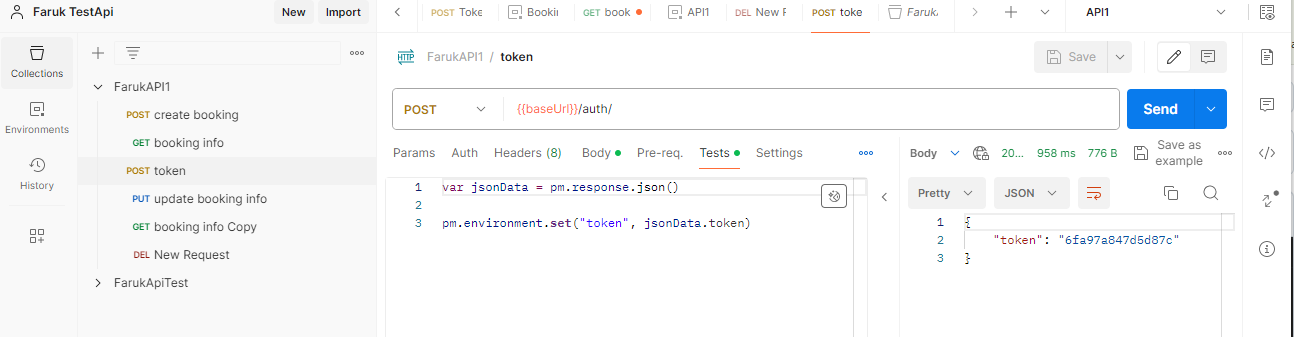 Faruk TestApi
New
Import
POST Toke
Bookin
GET book
API1
DEL New F
POST toke
Faruk
API1
Collections
Environments
History
FarukAPI1
POST create booking
GET booking info
POST token
PUT update booking info
GET booking info Copy
DEL New Request
FarukApiTest
HTTP FarukAPI1 / token
Save
POST {{baseUrl}}/auth/
Send
Params Auth Headers (8) Body Pre-req. Tests Settings
1 var jsonData = pm.response.json()
2
3 pm.environment.set("token", jsonData.token)
Body 20... 958 ms 776 B Save as example
Pretty JSON
1 {
2 "token": "6fa97a847d5d87c"
3 }